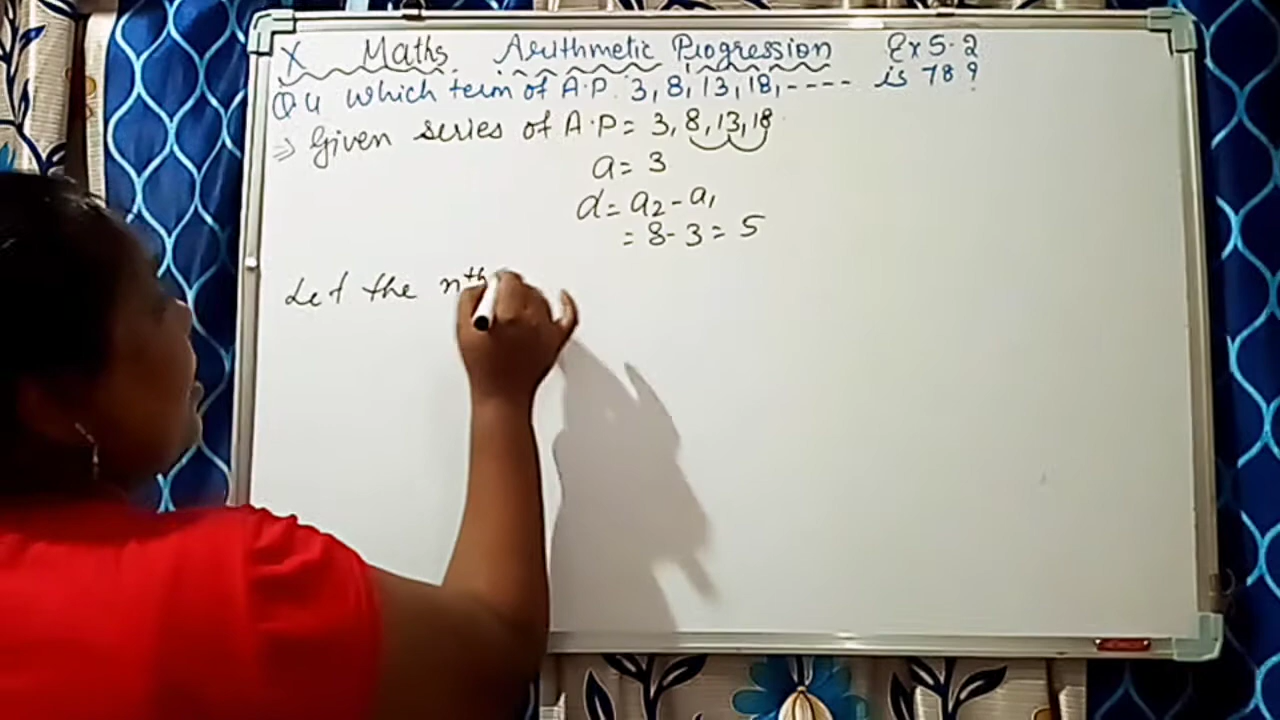 X Maths Arithmetic Progression Ex 5.2
Q 4 Which term of A.P. 3, 8, 13, 18, ---- is 78 ?
⇒ Given series of A.P = 3, 8, 13, 18
a = 3
d = a₂ - a₁
= 8 - 3 = 5
Let the nᵗʰ